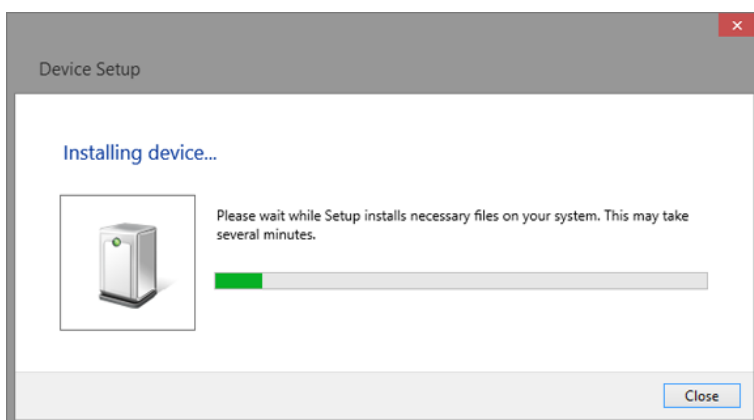 Device Setup
Installing device...
Please wait while Setup installs necessary files on your system. This may take
several minutes.
Close